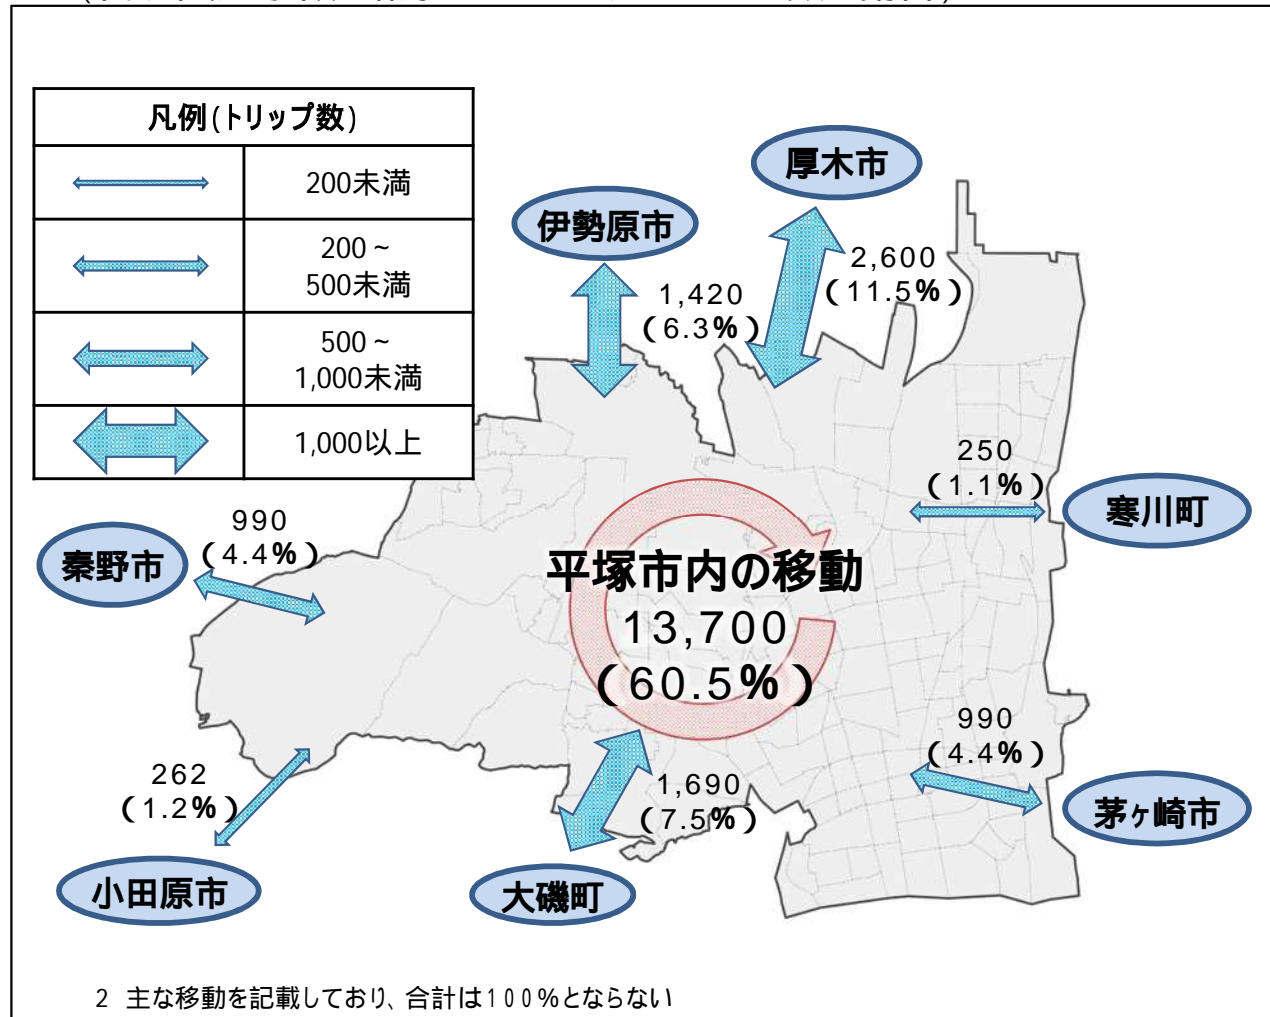 凡例(トリップ数)
200未満
200～
500未満
500～
1,000未満
1,000以上
厚木市
伊勢原市
2,600
(11.5%)
1,420
(6.3%)
250
(1.1%)
寒川町
990
(4.4%)
秦野市
平塚市内の移動
13,700
(60.5%)
990
(4.4%)
茅ヶ崎市
262
(1.2%)
小田原市
1,690
(7.5%)
大磯町
2 主な移動を記載しており、合計は100%とならない